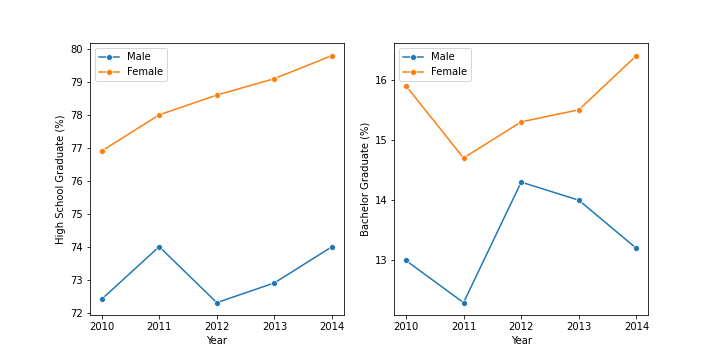 High School Graduate (%)
80
79
78
77
76
75
74
73
72
Male
Female
2010 2011 2012 2013 2014
Year
Bachelor Graduate (%)
16
15
14
13
Male
Female
2010 2011 2012 2013 2014
Year